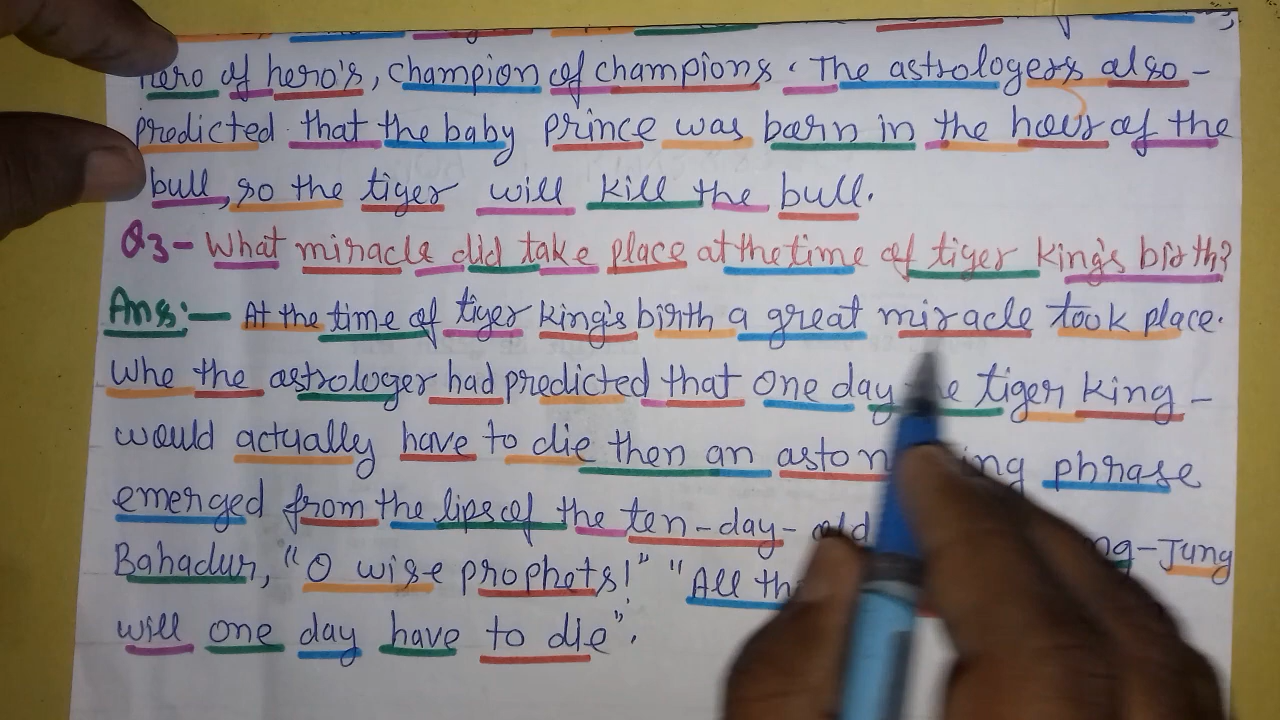 hero of hero's, champion of champions. The astrologers also -
predicted that the baby prince was born in the hour of the
bull, so the tiger will kill the bull.
Q3- What miracle did take place at the time of tiger king's birth?
Ans:- At the time of tiger king's birth a great miracle took place.
Whe the astrologer had predicted that one day tiger king -
would actually have to die then an phrase
emerged from the lips of the ten-day-old -Jung
Bahadur, "O wise prophets!" "All
will one day have to die".